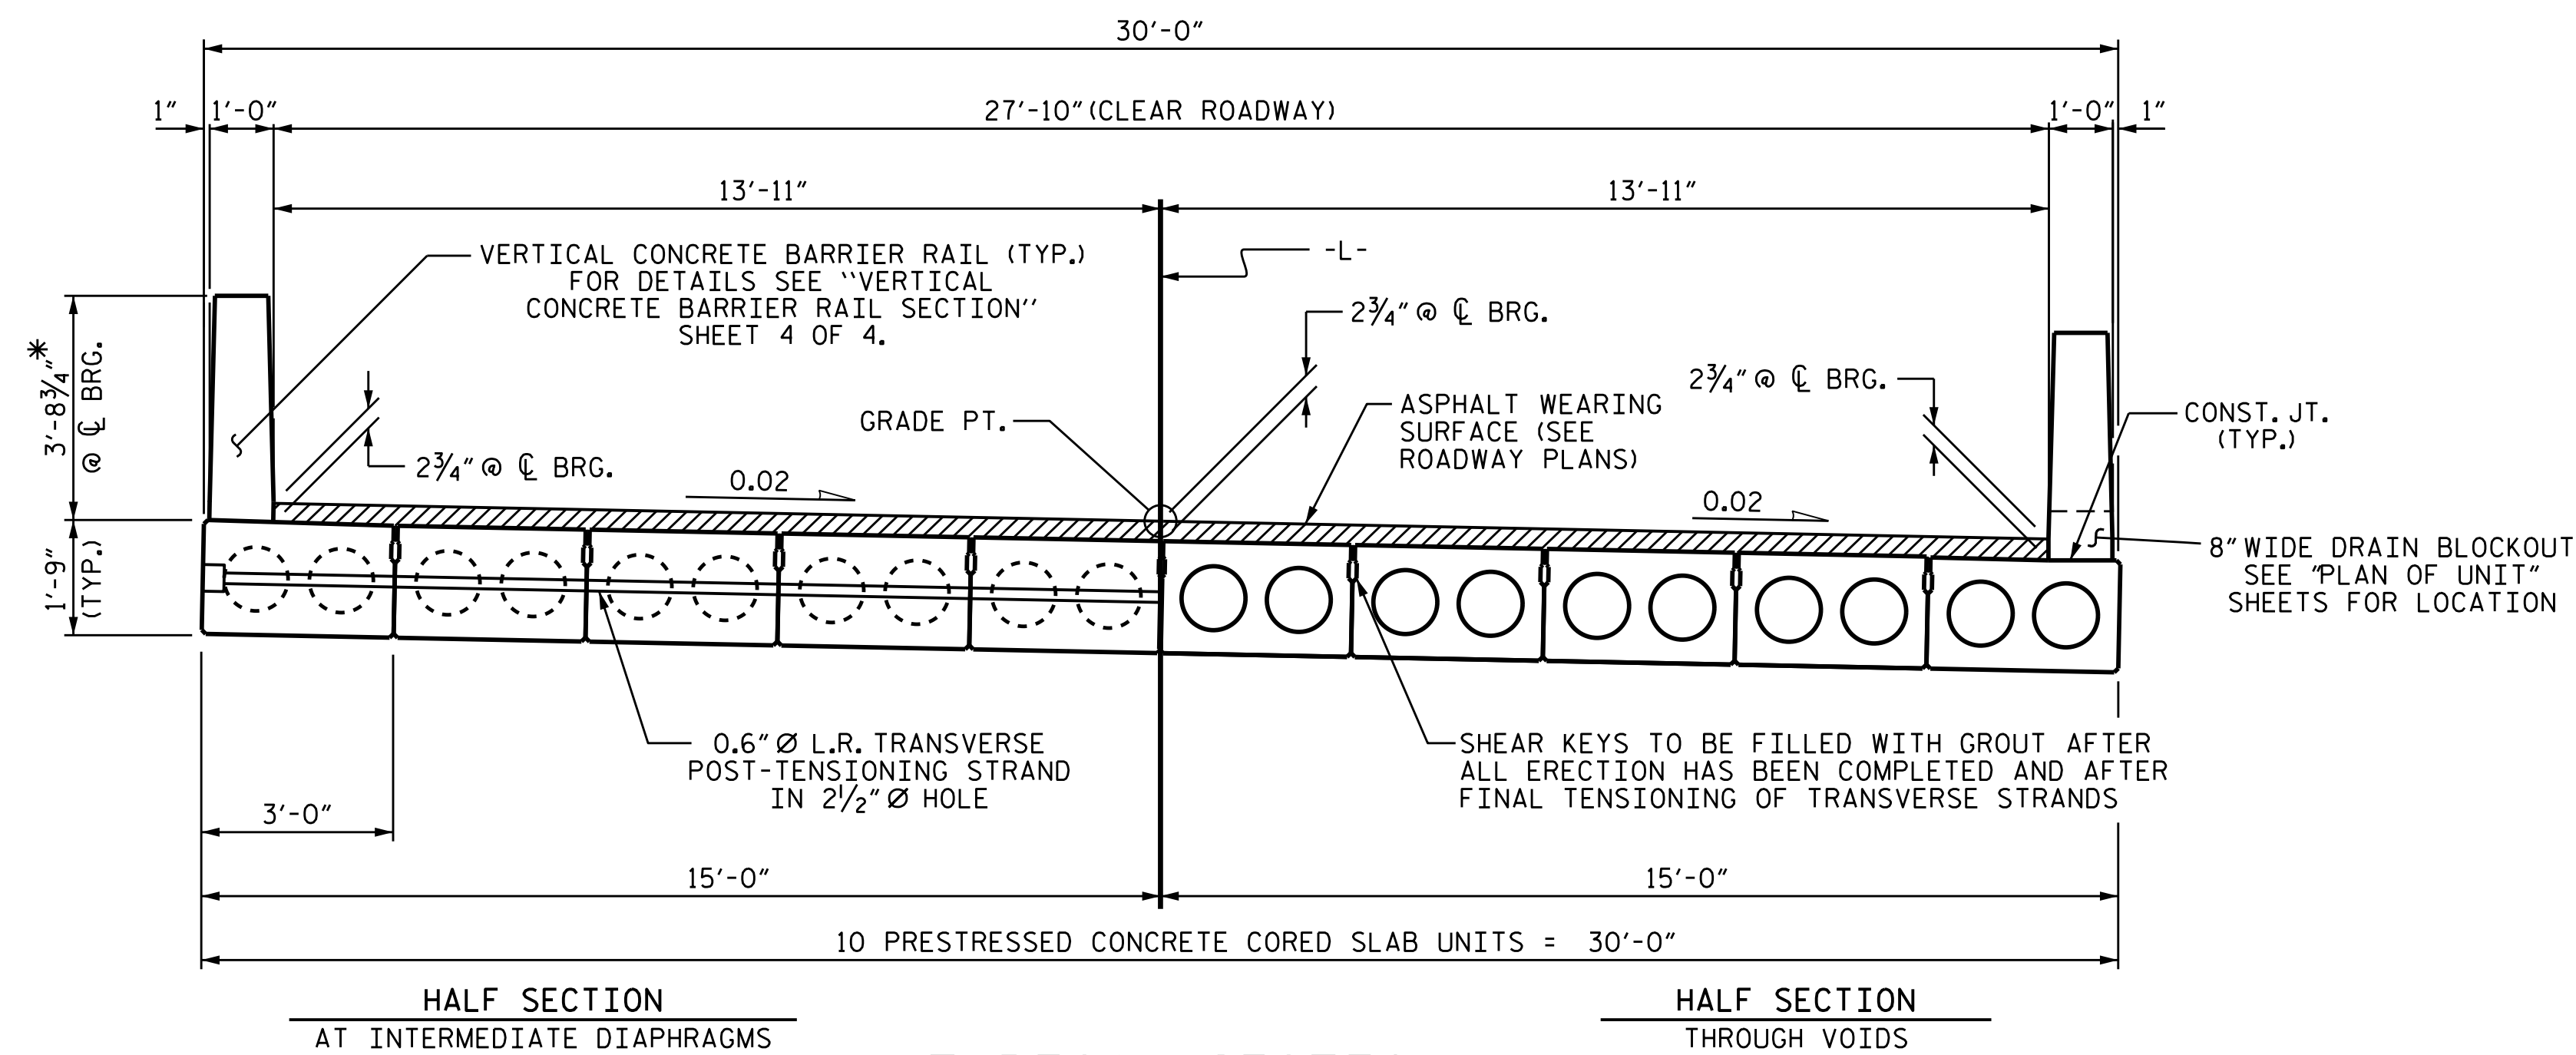 30'-0"
1" 1'-0" 27'-10" (CLEAR ROADWAY) 1'-0" 1"
13'-11" 13'-11"
VERTICAL CONCRETE BARRIER RAIL (TYP.)
FOR DETAILS SEE "VERTICAL
CONCRETE BARRIER RAIL SECTION"
SHEET 4 OF 4.
-L-
2¾" @ ℄ BRG.
2¾" @ ℄ BRG.
3'-8¾"*
@ ℄ BRG.
GRADE PT.
ASPHALT WEARING
SURFACE (SEE
ROADWAY PLANS)
CONST. JT.
(TYP.)
2¾" @ ℄ BRG.
0.02
0.02
1'-9"
(TYP.)
8" WIDE DRAIN BLOCKOUT
SEE "PLAN OF UNIT"
SHEETS FOR LOCATION
0.6" Ø L.R. TRANSVERSE
POST-TENSIONING STRAND
IN 2½" Ø HOLE
SHEAR KEYS TO BE FILLED WITH GROUT AFTER
ALL ERECTION HAS BEEN COMPLETED AND AFTER
FINAL TENSIONING OF TRANSVERSE STRANDS
3'-0"
15'-0" 15'-0"
10 PRESTRESSED CONCRETE CORED SLAB UNITS = 30'-0"
HALF SECTION
AT INTERMEDIATE DIAPHRAGMS
HALF SECTION
THROUGH VOIDS